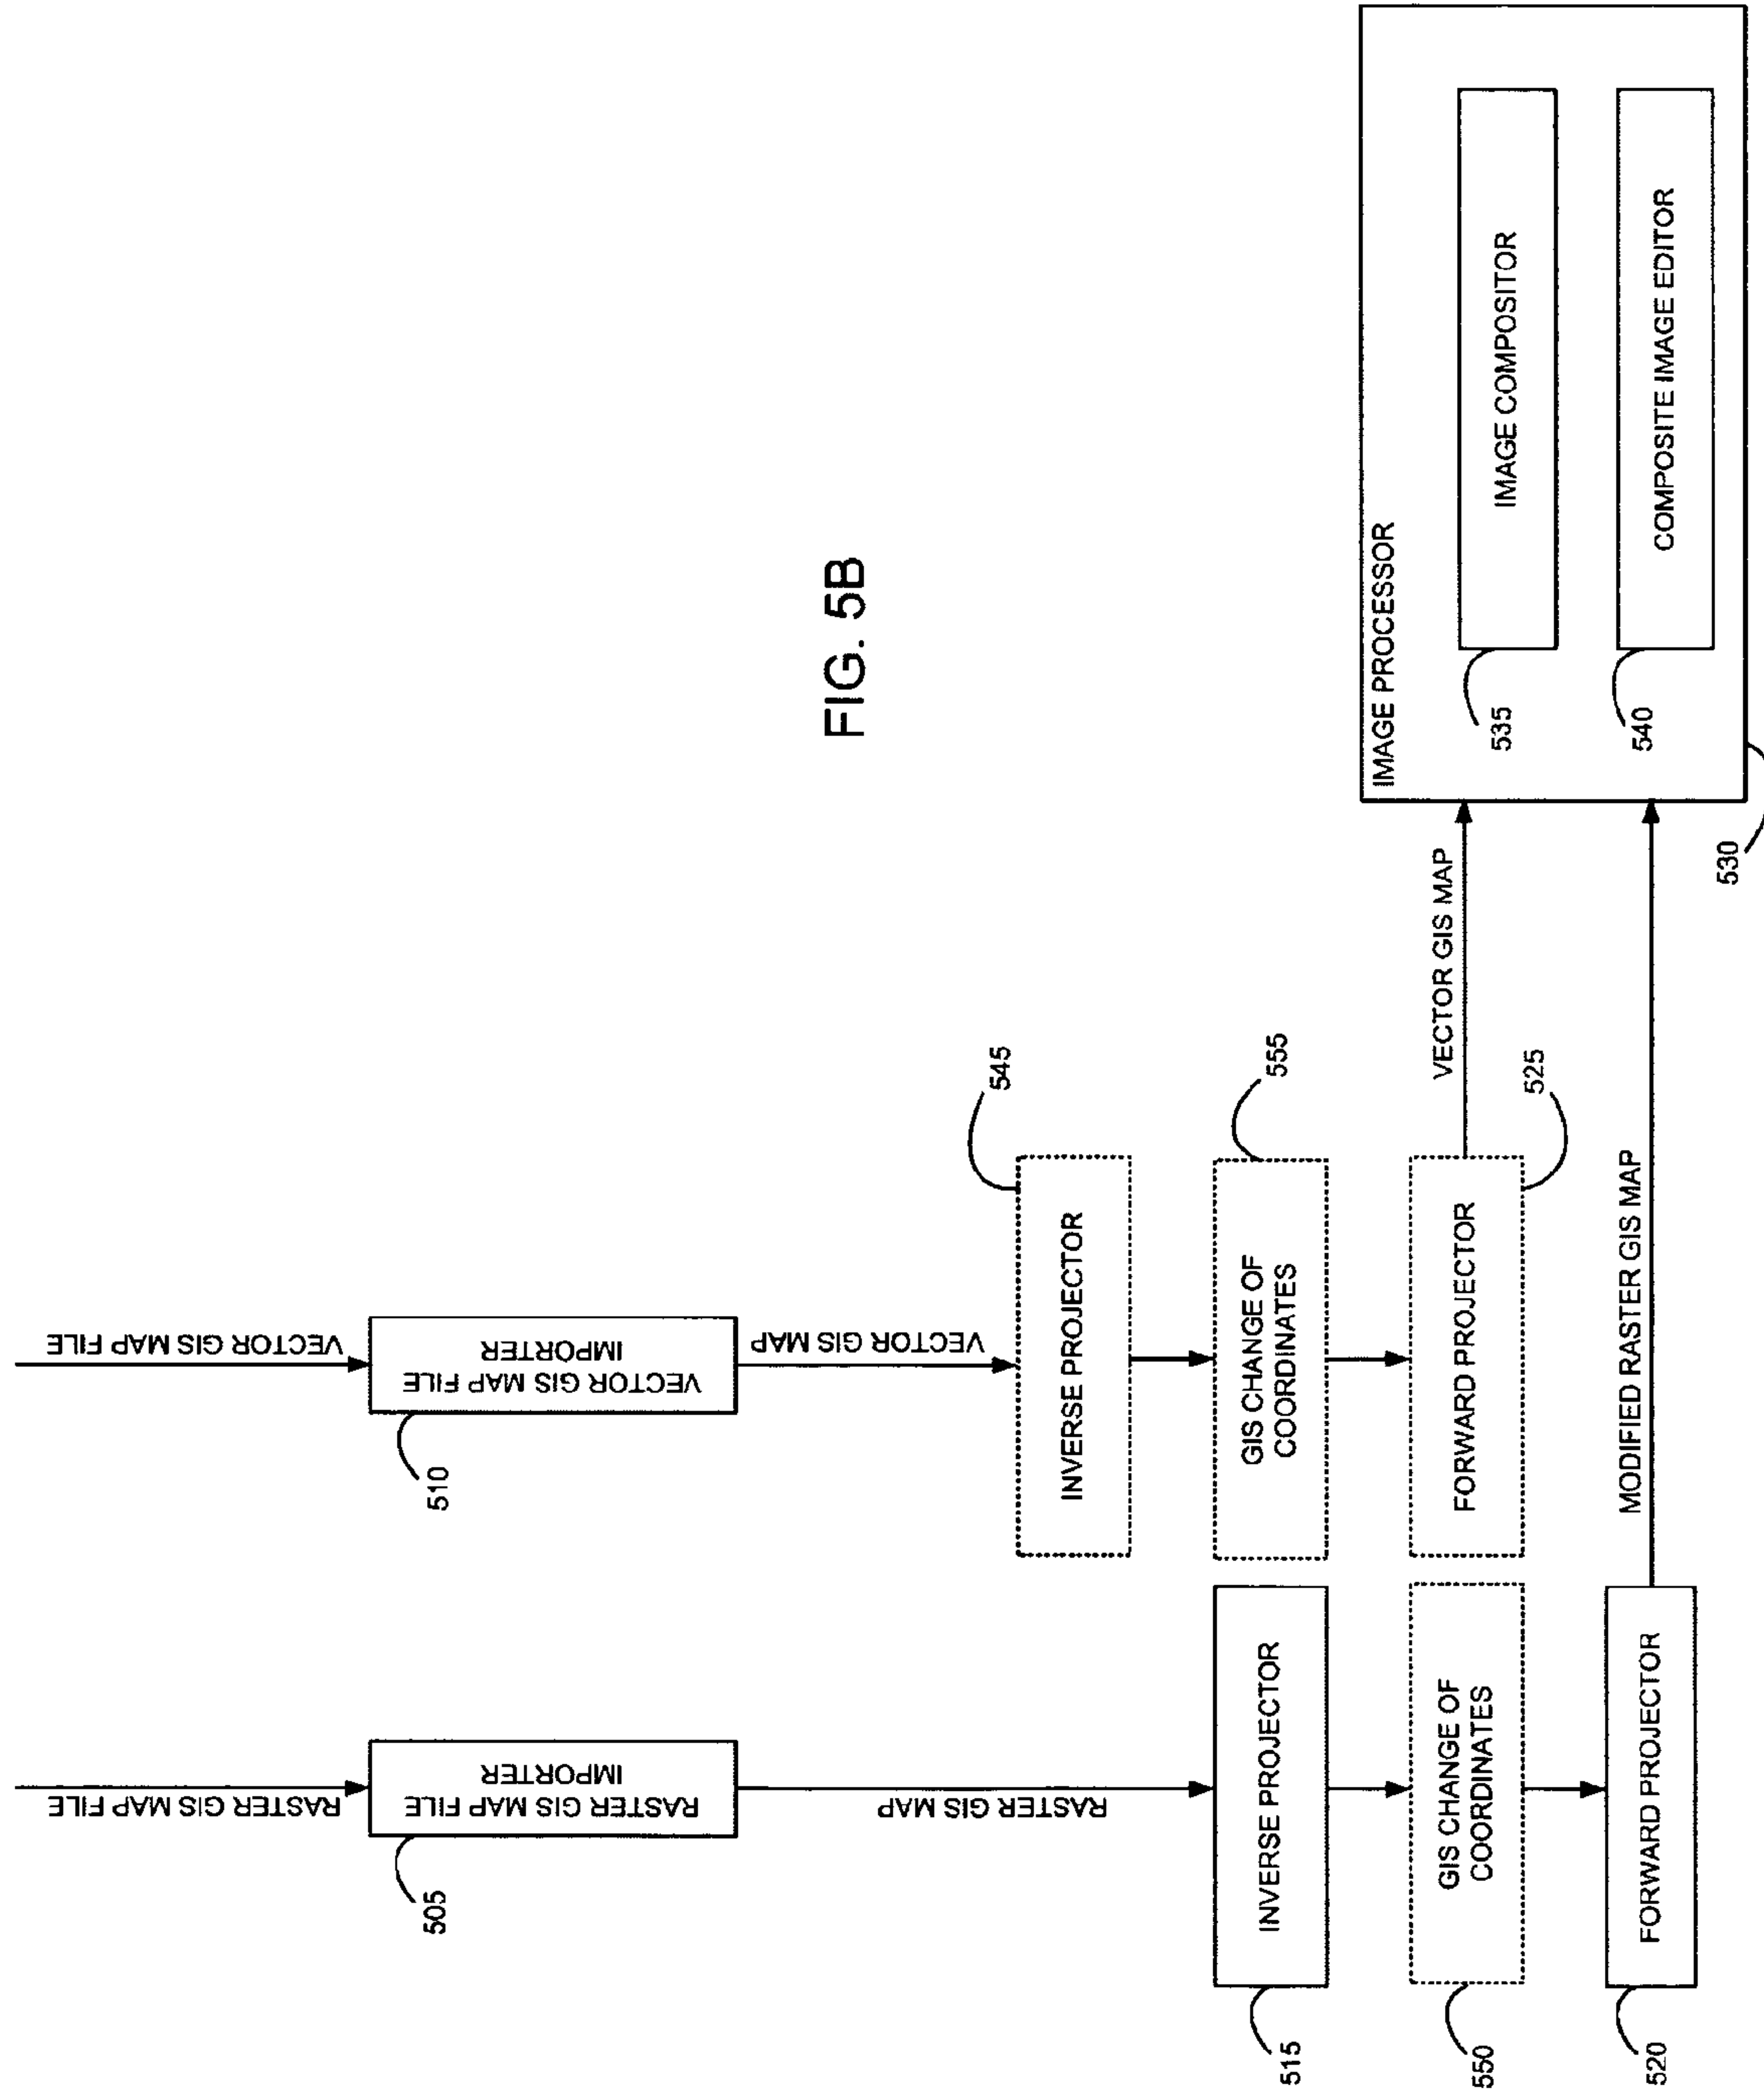 FIG. 5B
RASTER GIS MAP FILE
RASTER GIS MAP FILE
IMPORTER
505
RASTER GIS MAP
RASTER GIS MAP
INVERSE PROJECTOR
515
GIS CHANGE OF
COORDINATES
550
FORWARD PROJECTOR
520
MODIFIED RASTER GIS MAP
VECTOR GIS MAP FILE
VECTOR GIS MAP FILE
IMPORTER
510
VECTOR GIS MAP
INVERSE PROJECTOR
545
GIS CHANGE OF
COORDINATES
555
FORWARD PROJECTOR
525
VECTOR GIS MAP
IMAGE PROCESSOR
530
IMAGE COMPOSITOR
535
COMPOSITE IMAGE EDITOR
540